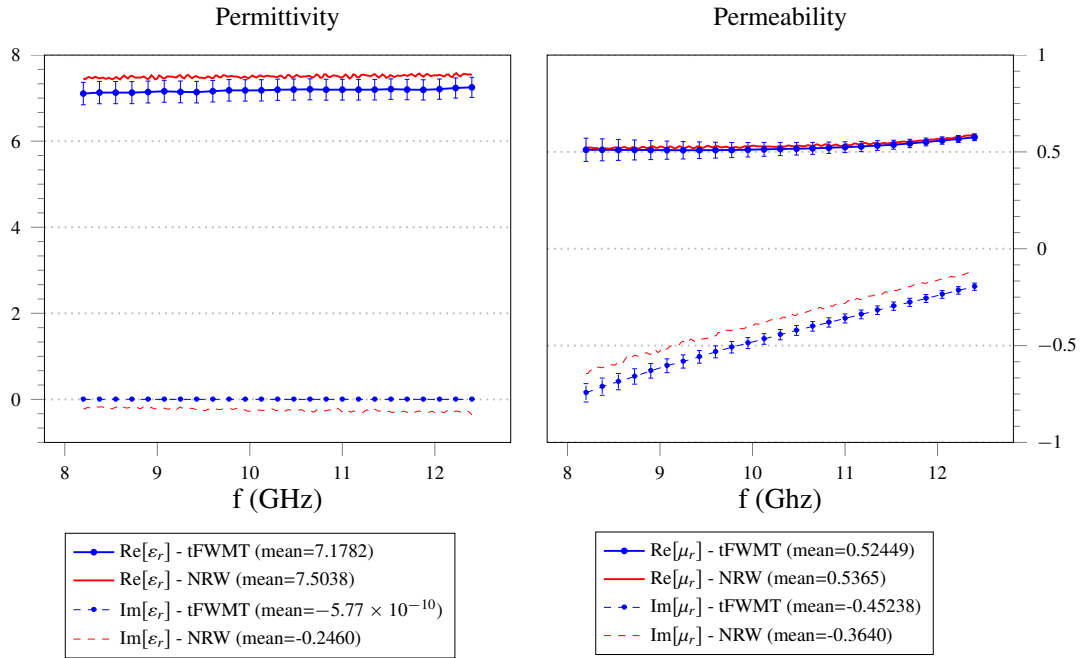 Permittivity
8
6
4
2
0
8
9
10
11
12
f (GHz)
Re[εr] - tFWMT (mean=7.1782)
Re[εr] - NRW (mean=7.5038)
Im[εr] - tFWMT (mean=−5.77 × 10−10)
Im[εr] - NRW (mean=-0.2460)
Permeability
1
0.5
0
−0.5
−1
8
9
10
11
12
f (Ghz)
Re[μr] - tFWMT (mean=0.52449)
Re[μr] - NRW (mean=0.5365)
Im[μr] - tFWMT (mean=-0.45238)
Im[μr] - NRW (mean=-0.3640)